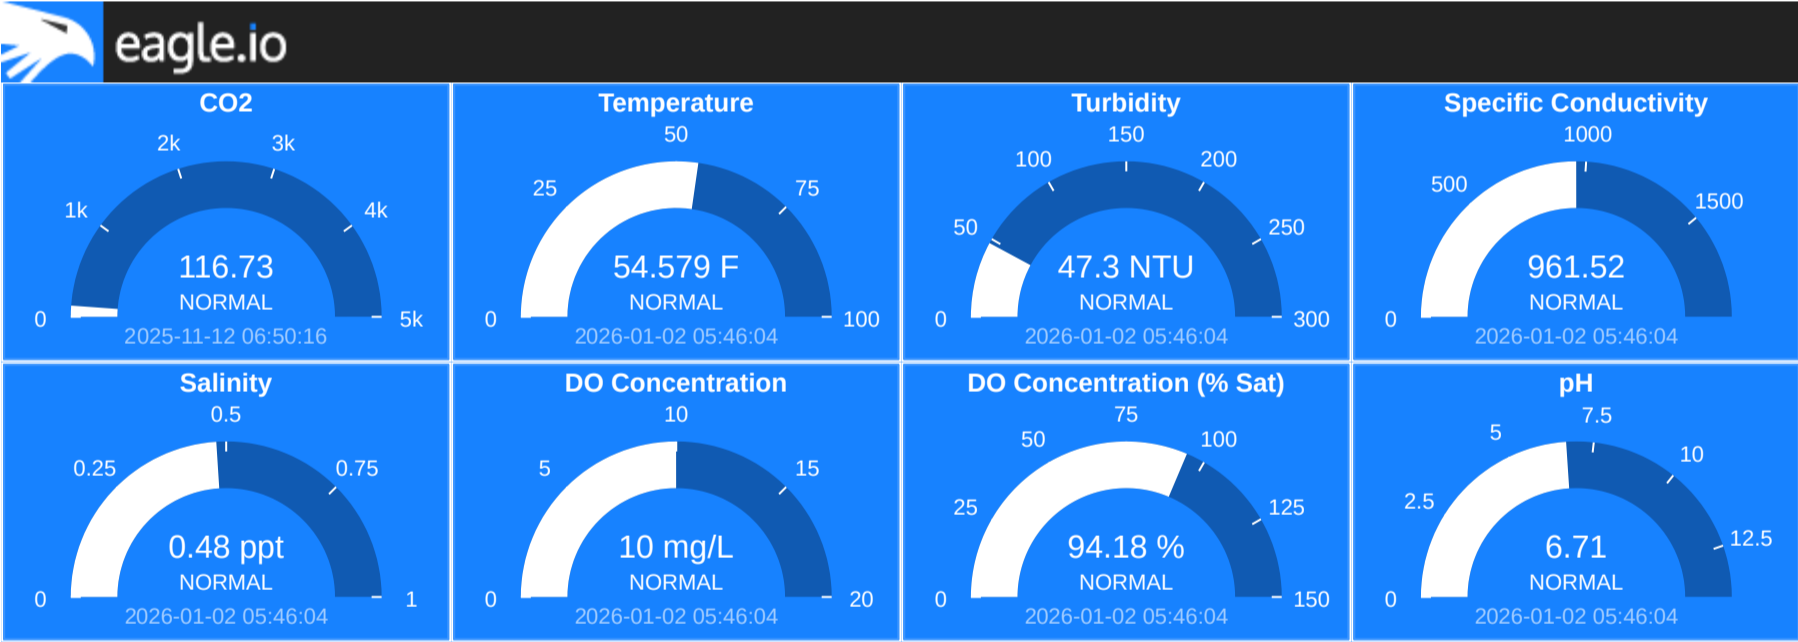 eagle.io
CO2
0
1k
2k
3k
4k
5k
116.73
NORMAL
2025-11-12 06:50:16
Temperature
0
25
50
75
100
54.579 F
NORMAL
2026-01-02 05:46:04
Turbidity
0
50
100
150
200
250
300
47.3 NTU
NORMAL
2026-01-02 05:46:04
Specific Conductivity
0
500
1000
1500
961.52
NORMAL
2026-01-02 05:46:04
Salinity
0
0.25
0.5
0.75
1
0.48 ppt
NORMAL
2026-01-02 05:46:04
DO Concentration
0
5
10
15
20
10 mg/L
NORMAL
2026-01-02 05:46:04
DO Concentration (% Sat)
0
25
50
75
100
125
150
94.18 %
NORMAL
2026-01-02 05:46:04
pH
0
2.5
5
7.5
10
12.5
6.71
NORMAL
2026-01-02 05:46:04